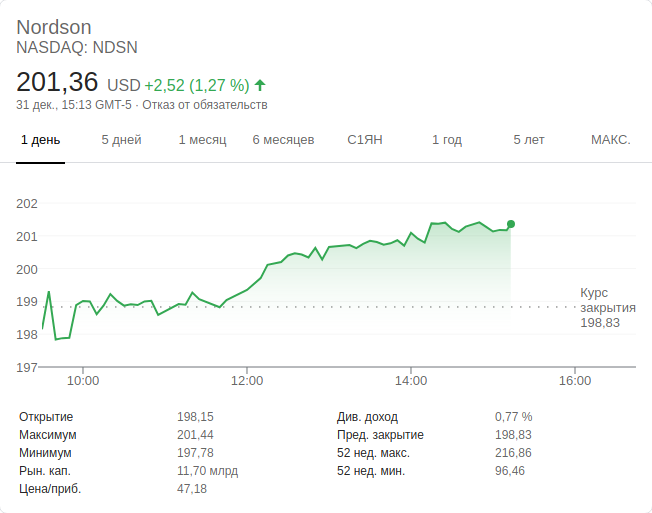 Nordson
NASDAQ: NDSN
201,36 USD +2,52 (1,27 %)
31 дек., 15:13 GMT-5 · Отказ от обязательств
1 день 5 дней 1 месяц 6 месяцев С1ЯН 1 год 5 лет МАКС.
202
201
200
199
198
197
Курс
закрытия
198,83
10:00 12:00 14:00 16:00
Открытие 198,15 Див. доход 0,77 %
Максимум 201,44 Пред. закрытие 198,83
Минимум 197,78 52 нед. макс. 216,86
Рын. кап. 11,70 млрд 52 нед. мин. 96,46
Цена/приб. 47,18